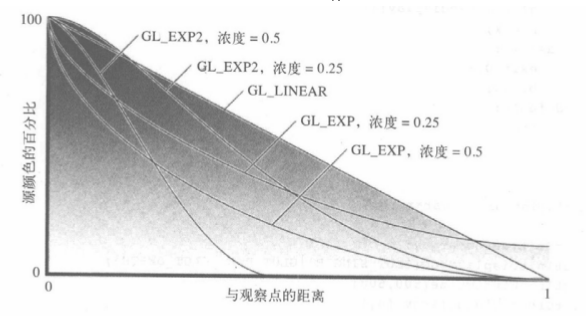 100
GL_EXP2，浓度 = 0.5
GL_EXP2，浓度 = 0.25
GL_LINEAR
GL_EXP，浓度 = 0.25
GL_EXP，浓度 = 0.5
源颜色的百分比
0
0
1
与观察点的距离